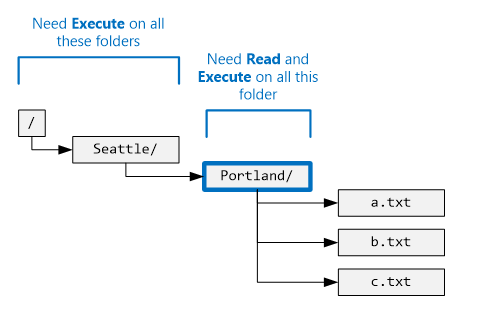 Need Execute on all
these folders
Need Read and
Execute on all this
folder
/
Seattle/
Portland/
a.txt
b.txt
c.txt